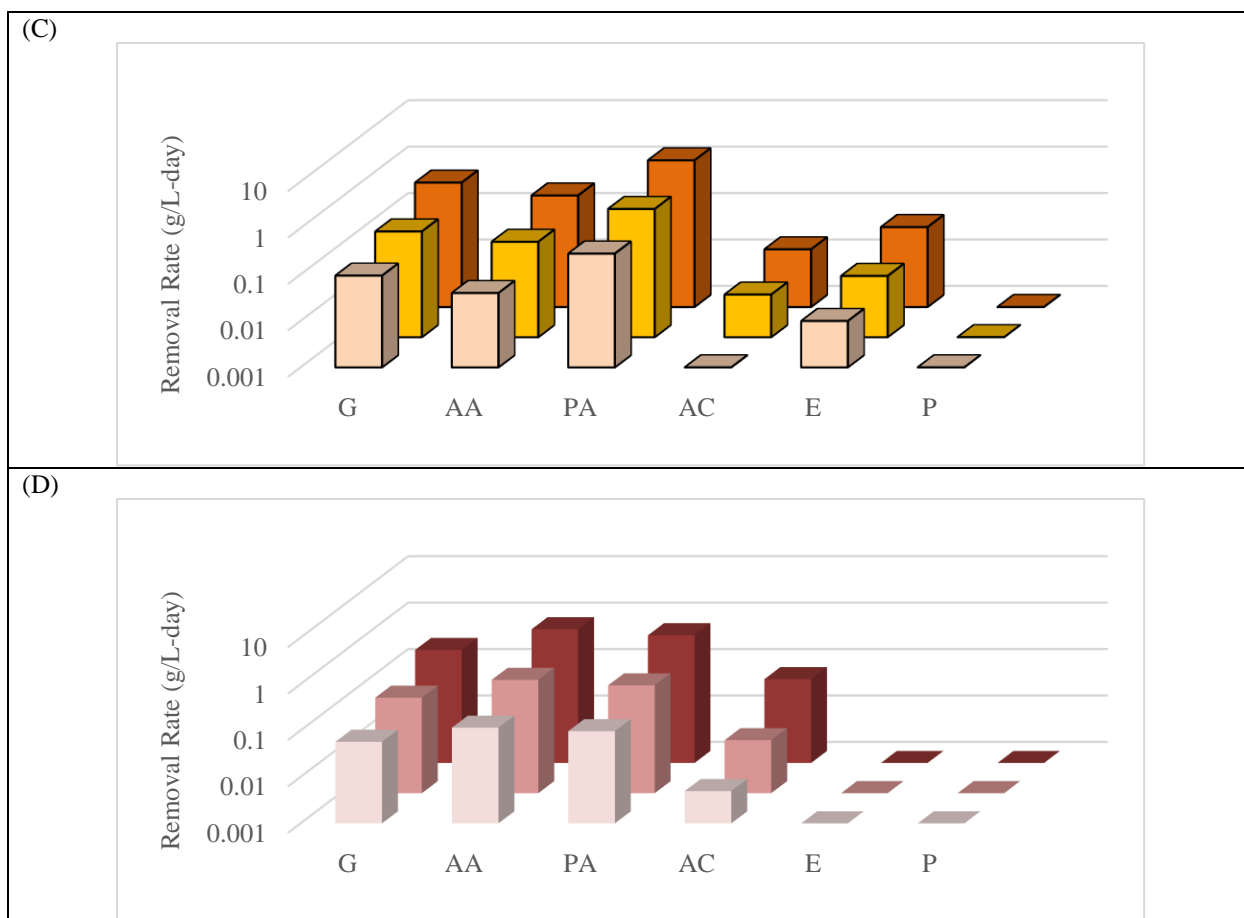 (C)
Removal Rate (g/L-day)
10
1
0.1
0.01
0.001
G AA PA AC E P
(D)
Removal Rate (g/L-day)
10
1
0.1
0.01
0.001
G AA PA AC E P